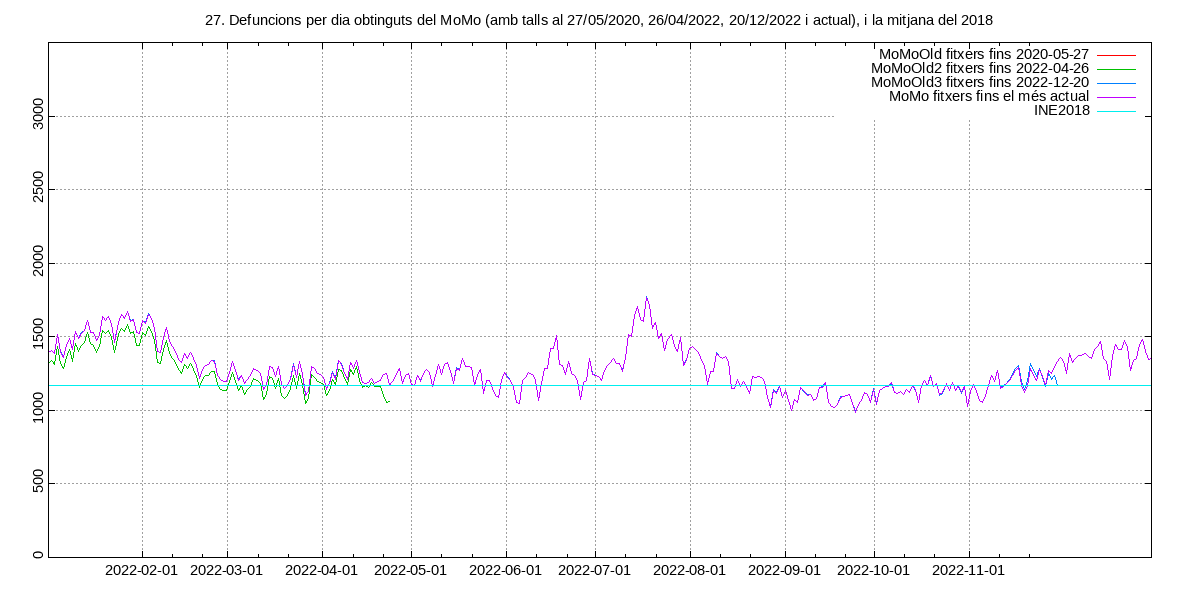 27. Defuncions per dia obtinguts del MoMo (amb talls al 27/05/2020, 26/04/2022, 20/12/2022 i actual), i la mitjana del 2018
MoMoOld fitxers fins 2020-05-27
MoMoOld2 fitxers fins 2022-04-26
MoMoOld3 fitxers fins 2022-12-20
MoMo fitxers fins el més actual
INE2018
3000
2500
2000
1500
1000
500
0
2022-02-01 2022-03-01 2022-04-01 2022-05-01 2022-06-01 2022-07-01 2022-08-01 2022-09-01 2022-10-01 2022-11-01